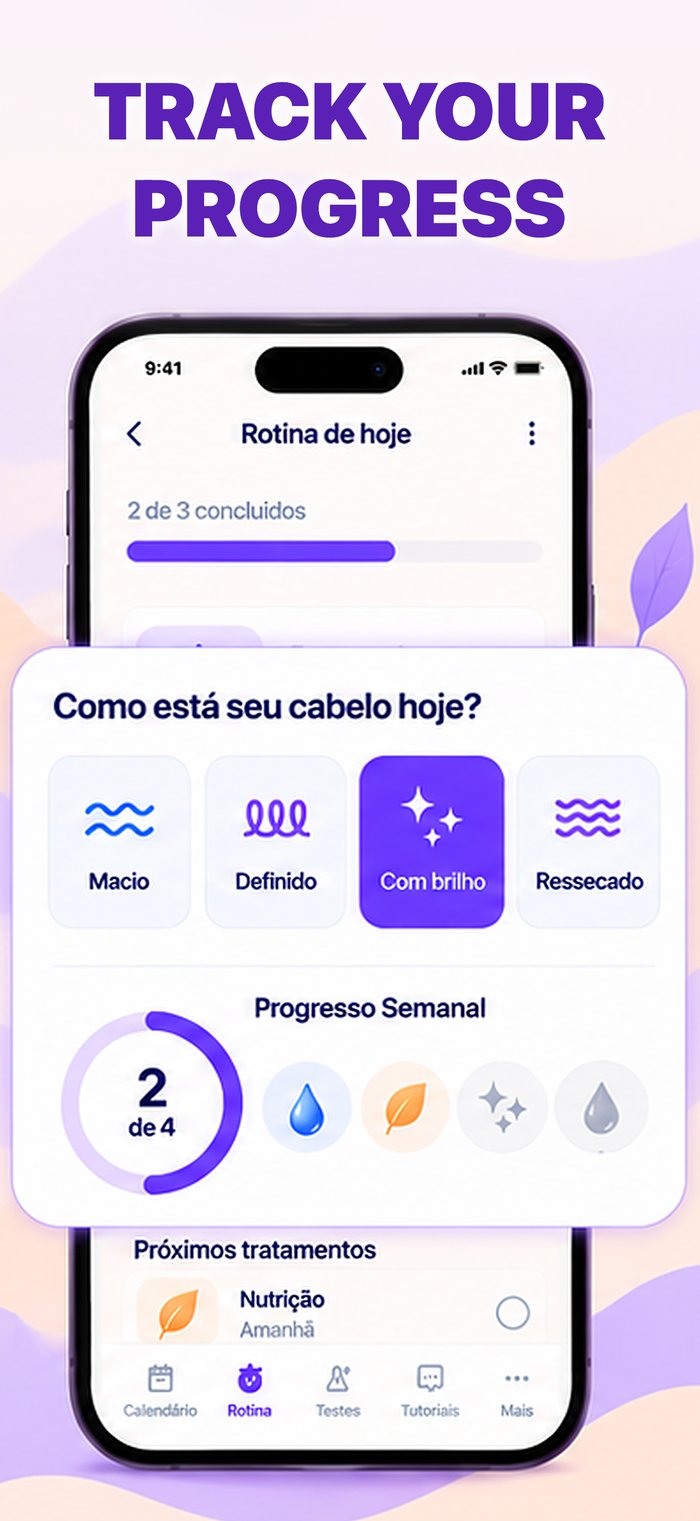 TRACK YOUR
PROGRESS
9:41
Rotina de hoje
2 de 3 concluidos
Como está seu cabelo hoje?
Macio
Definido
Com brilho
Ressecado
Progresso Semanal
2
de 4
Próximos tratamentos
Nutrição
Amanhã
Calendário
Rotina
Testes
Tutoriais
Mais